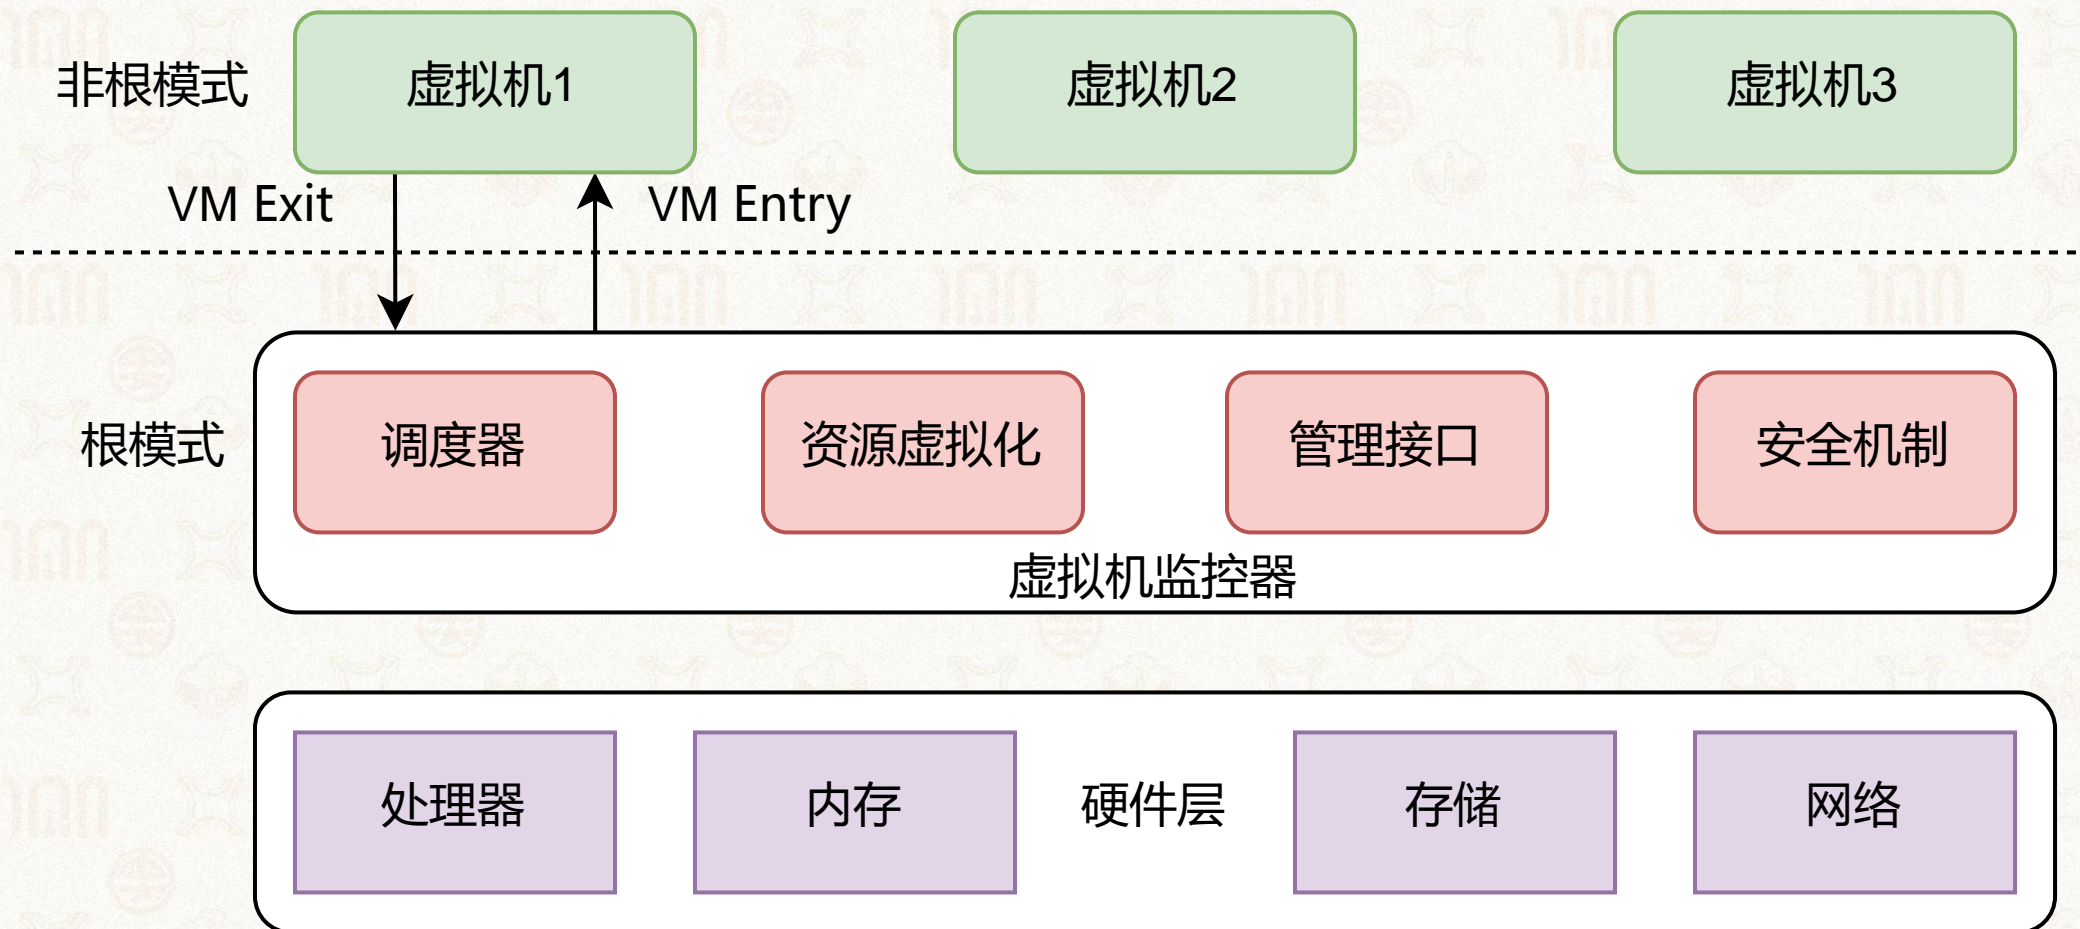 非根模式
虚拟机1
虚拟机2
虚拟机3
VM Exit
VM Entry
根模式
调度器
资源虚拟化
管理接口
安全机制
虚拟机监控器
处理器
内存
硬件层
存储
网络